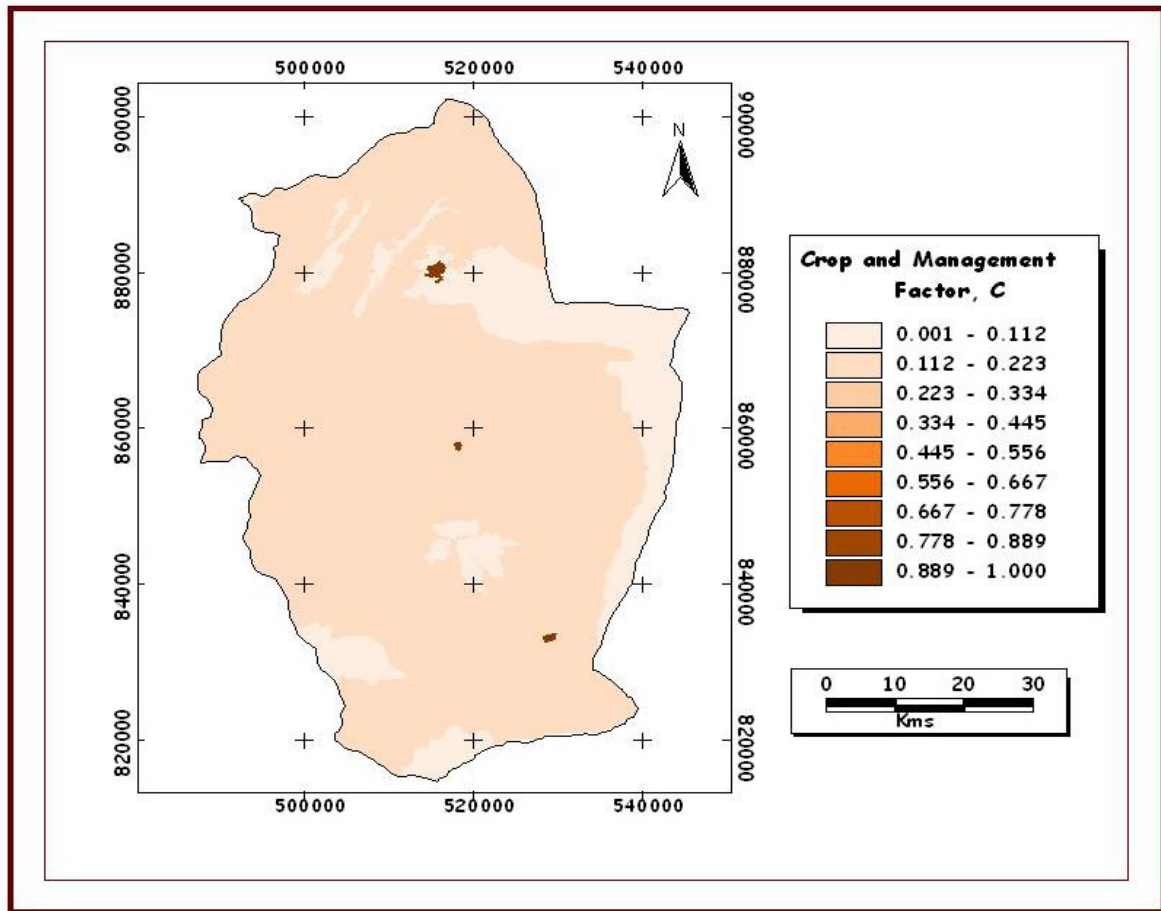 500000 520000 540000
900000
880000
860000
840000
820000
900000
880000
860000
840000
820000
500000 520000 540000
N
Crop and Management
Factor, C
0.001 - 0.112
0.112 - 0.223
0.223 - 0.334
0.334 - 0.445
0.445 - 0.556
0.556 - 0.667
0.667 - 0.778
0.778 - 0.889
0.889 - 1.000
0 10 20 30
Kms